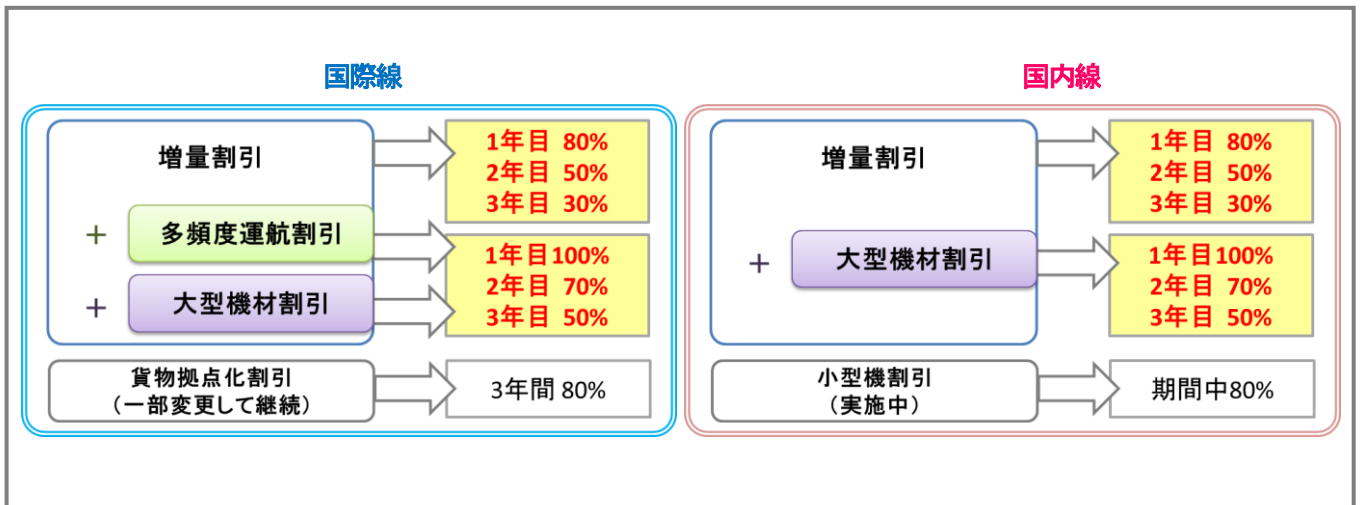 国際線
増量割引
1年目 80%
2年目 50%
3年目 30%
+ 多頻度運航割引
+ 大型機材割引
1年目100%
2年目 70%
3年目 50%
貨物拠点化割引
(一部変更して継続)
3年間 80%
国内線
増量割引
1年目 80%
2年目 50%
3年目 30%
+ 大型機材割引
1年目100%
2年目 70%
3年目 50%
小型機割引
(実施中)
期間中80%